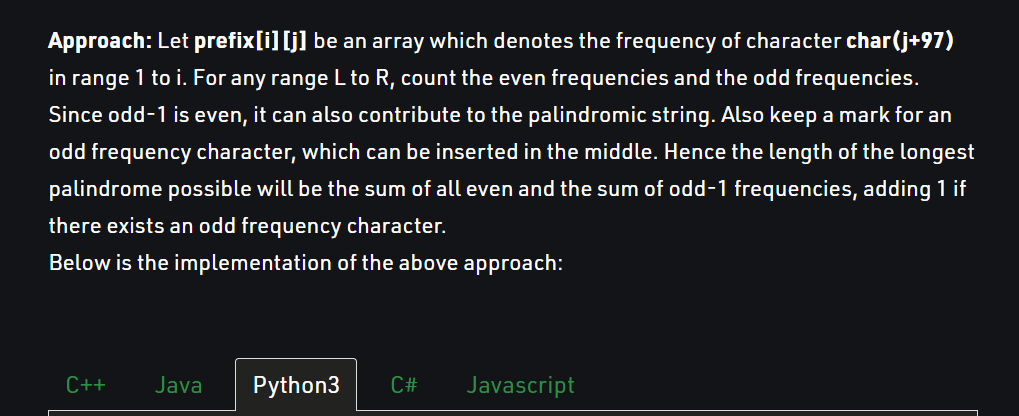 Approach: Let prefix[i][j] be an array which denotes the frequency of character char(j+97)
in range 1 to i. For any range L to R, count the even frequencies and the odd frequencies.
Since odd-1 is even, it can also contribute to the palindromic string. Also keep a mark for an
odd frequency character, which can be inserted in the middle. Hence the length of the longest
palindrome possible will be the sum of all even and the sum of odd-1 frequencies, adding 1 if
there exists an odd frequency character.
Below is the implementation of the above approach:
C++ Java Python3 C# Javascript